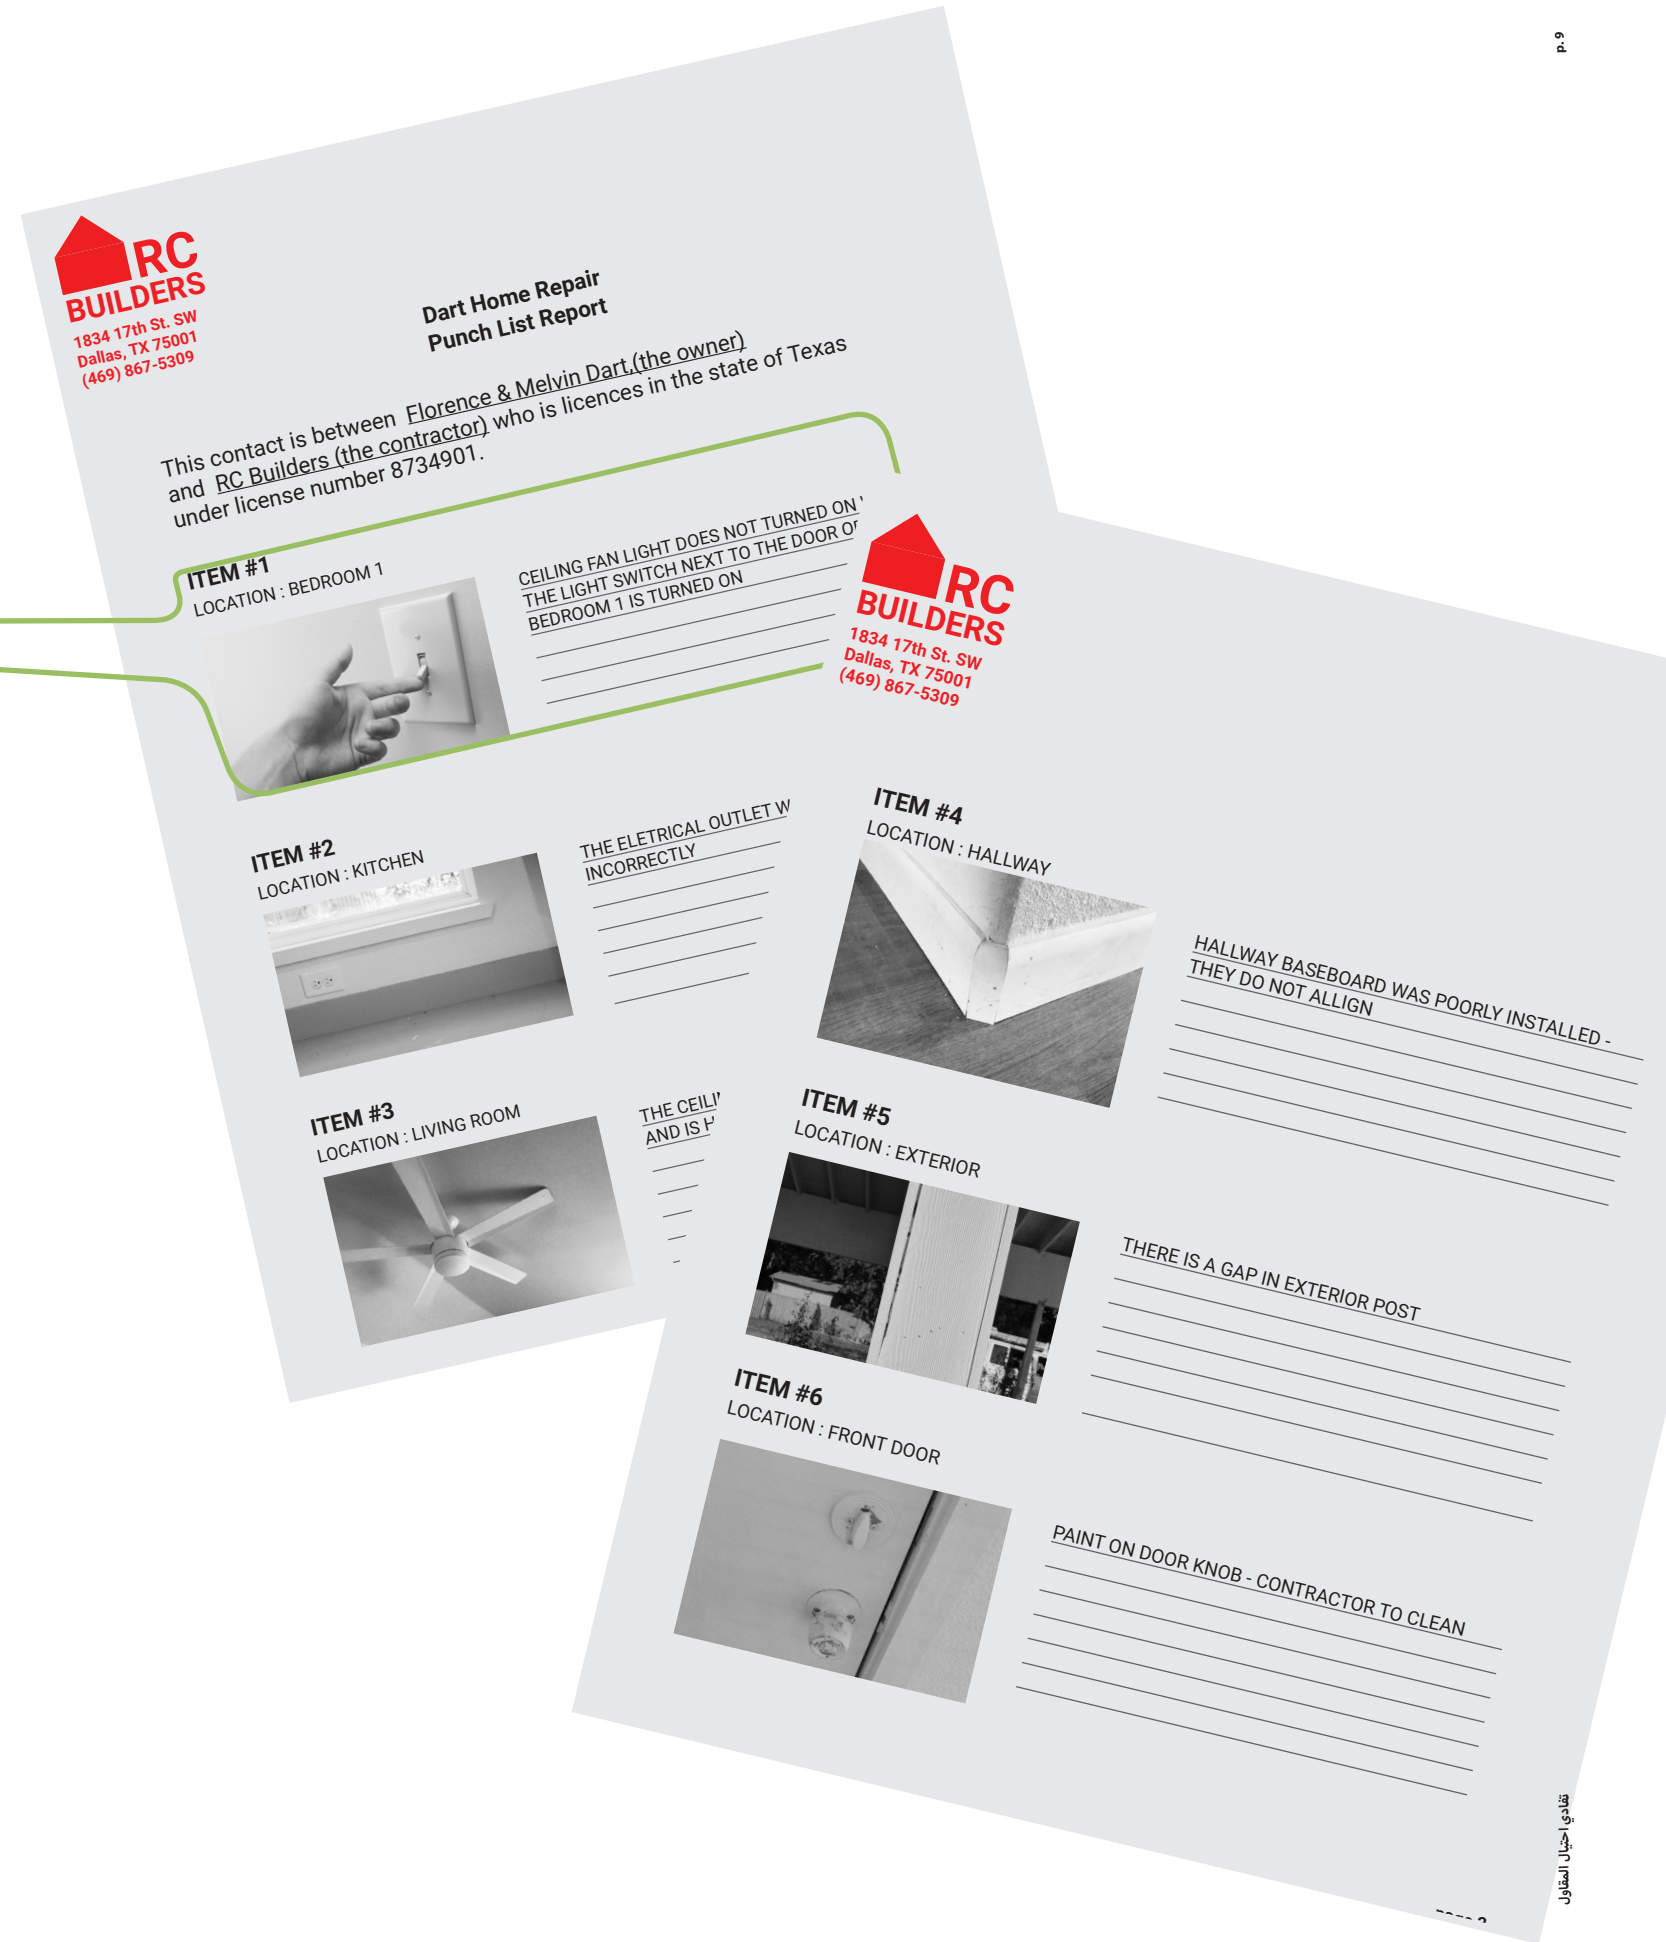 p. 9
RC
BUILDERS
1834 17th St. SW
Dallas, TX 75001
(469) 867-5309
Dart Home Repair
Punch List Report
This contact is between Florence & Melvin Dart,(the owner)
and RC Builders (the contractor) who is licences in the state of Texas
under license number 8734901.
ITEM #1
LOCATION : BEDROOM 1
CEILING FAN LIGHT DOES NOT TURNED ON
THE LIGHT SWITCH NEXT TO THE DOOR
BEDROOM 1 IS TURNED ON
ITEM #2
LOCATION : KITCHEN
THE ELETRICAL OUTLET
INCORRECTLY
ITEM #3
LOCATION : LIVING ROOM
THE
AND IS
RC
BUILDERS
1834 17th St. SW
Dallas, TX 75001
(469) 867-5309
ITEM #4
LOCATION : HALLWAY
HALLWAY BASEBOARD WAS POORLY INSTALLED -
THEY DO NOT ALLIGN
ITEM #5
LOCATION : EXTERIOR
THERE IS A GAP IN EXTERIOR POST
ITEM #6
LOCATION : FRONT DOOR
PAINT ON DOOR KNOB - CONTRACTOR TO CLEAN
تفادي احتيال المقاول